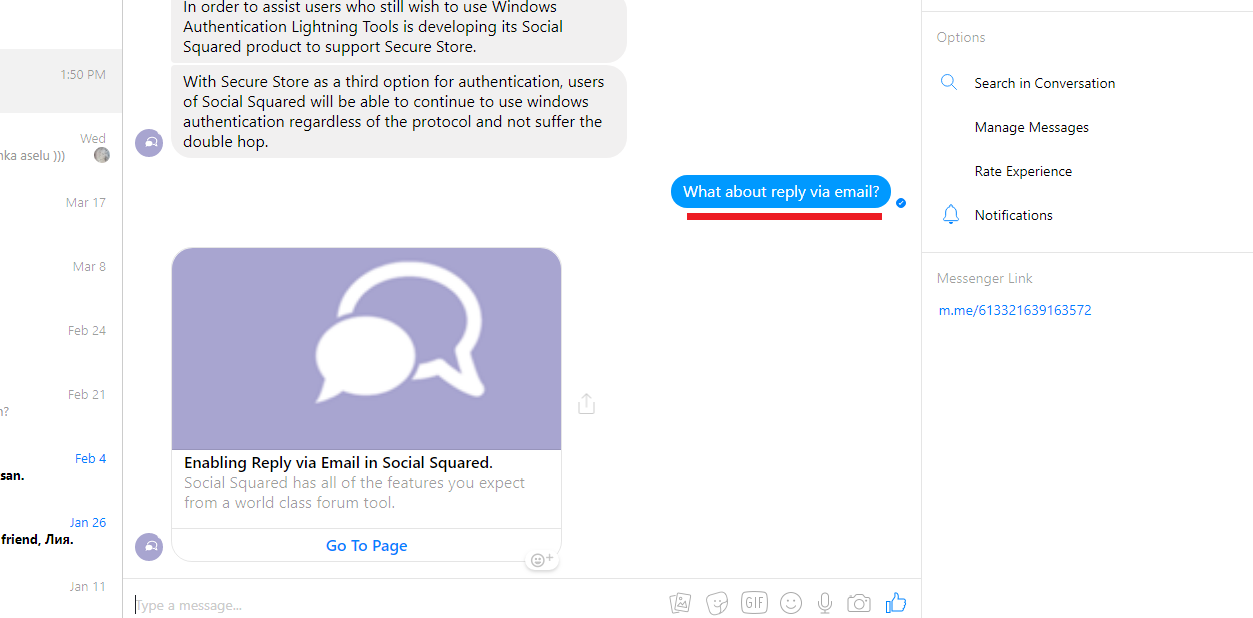 1:50 PM
Wed
nka aselu )))
Mar 17
Mar 8
Feb 24
Feb 21
n?
Feb 4
san.
Jan 26
friend, Лия.
Jan 11
In order to assist users who still wish to use Windows
Authentication Lightning Tools is developing its Social
Squared product to support Secure Store.
With Secure Store as a third option for authentication, users
of Social Squared will be able to continue to use windows
authentication regardless of the protocol and not suffer the
double hop.
What about reply via email?
Enabling Reply via Email in Social Squared.
Social Squared has all of the features you expect
from a world class forum tool.
Go To Page
Type a message...
GIF
Options
Search in Conversation
Manage Messages
Rate Experience
Notifications
Messenger Link
m.me/613321639163572